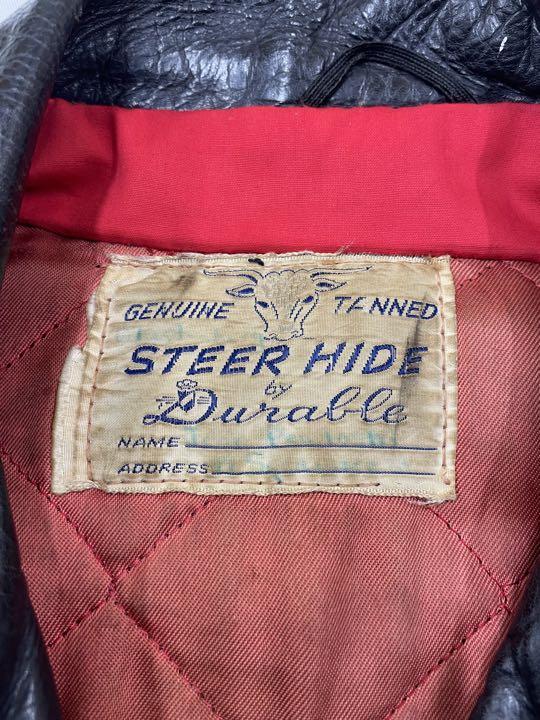 GENUINE TANNED
STEER HIDE
by
Durable
NAME
ADDRESS